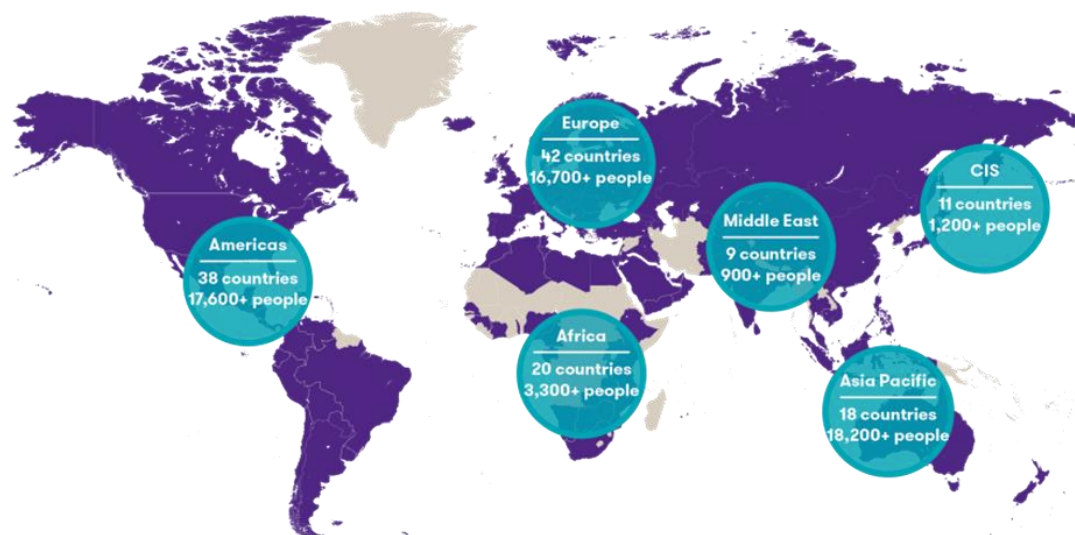 Europe
42 countries
16,700+ people
CIS
11 countries
1,200+ people
Middle East
9 countries
900+ people
Americas
38 countries
17,600+ people
Africa
20 countries
3,300+ people
Asia Pacific
18 countries
18,200+ people